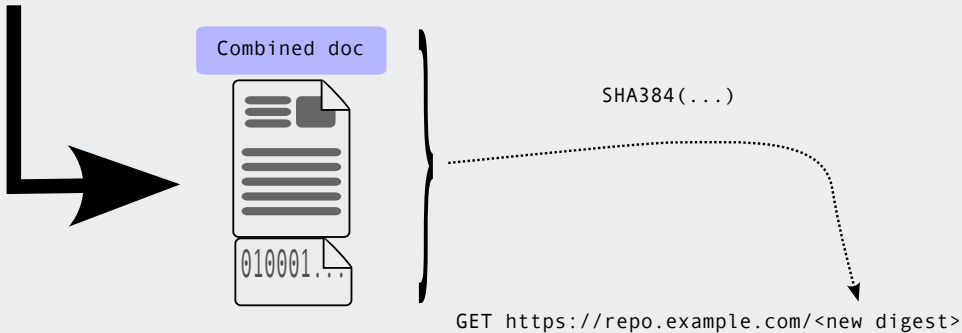 Combined doc
SHA384(...)
010001...
GET https://repo.example.com/<new digest>